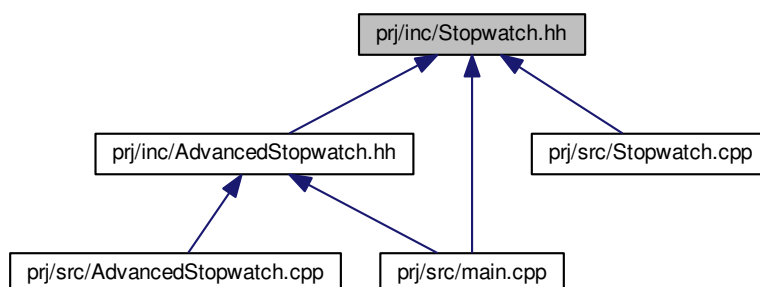 prj/inc/Stopwatch.hh
prj/inc/AdvancedStopwatch.hh
prj/src/Stopwatch.cpp
prj/src/AdvancedStopwatch.cpp
prj/src/main.cpp